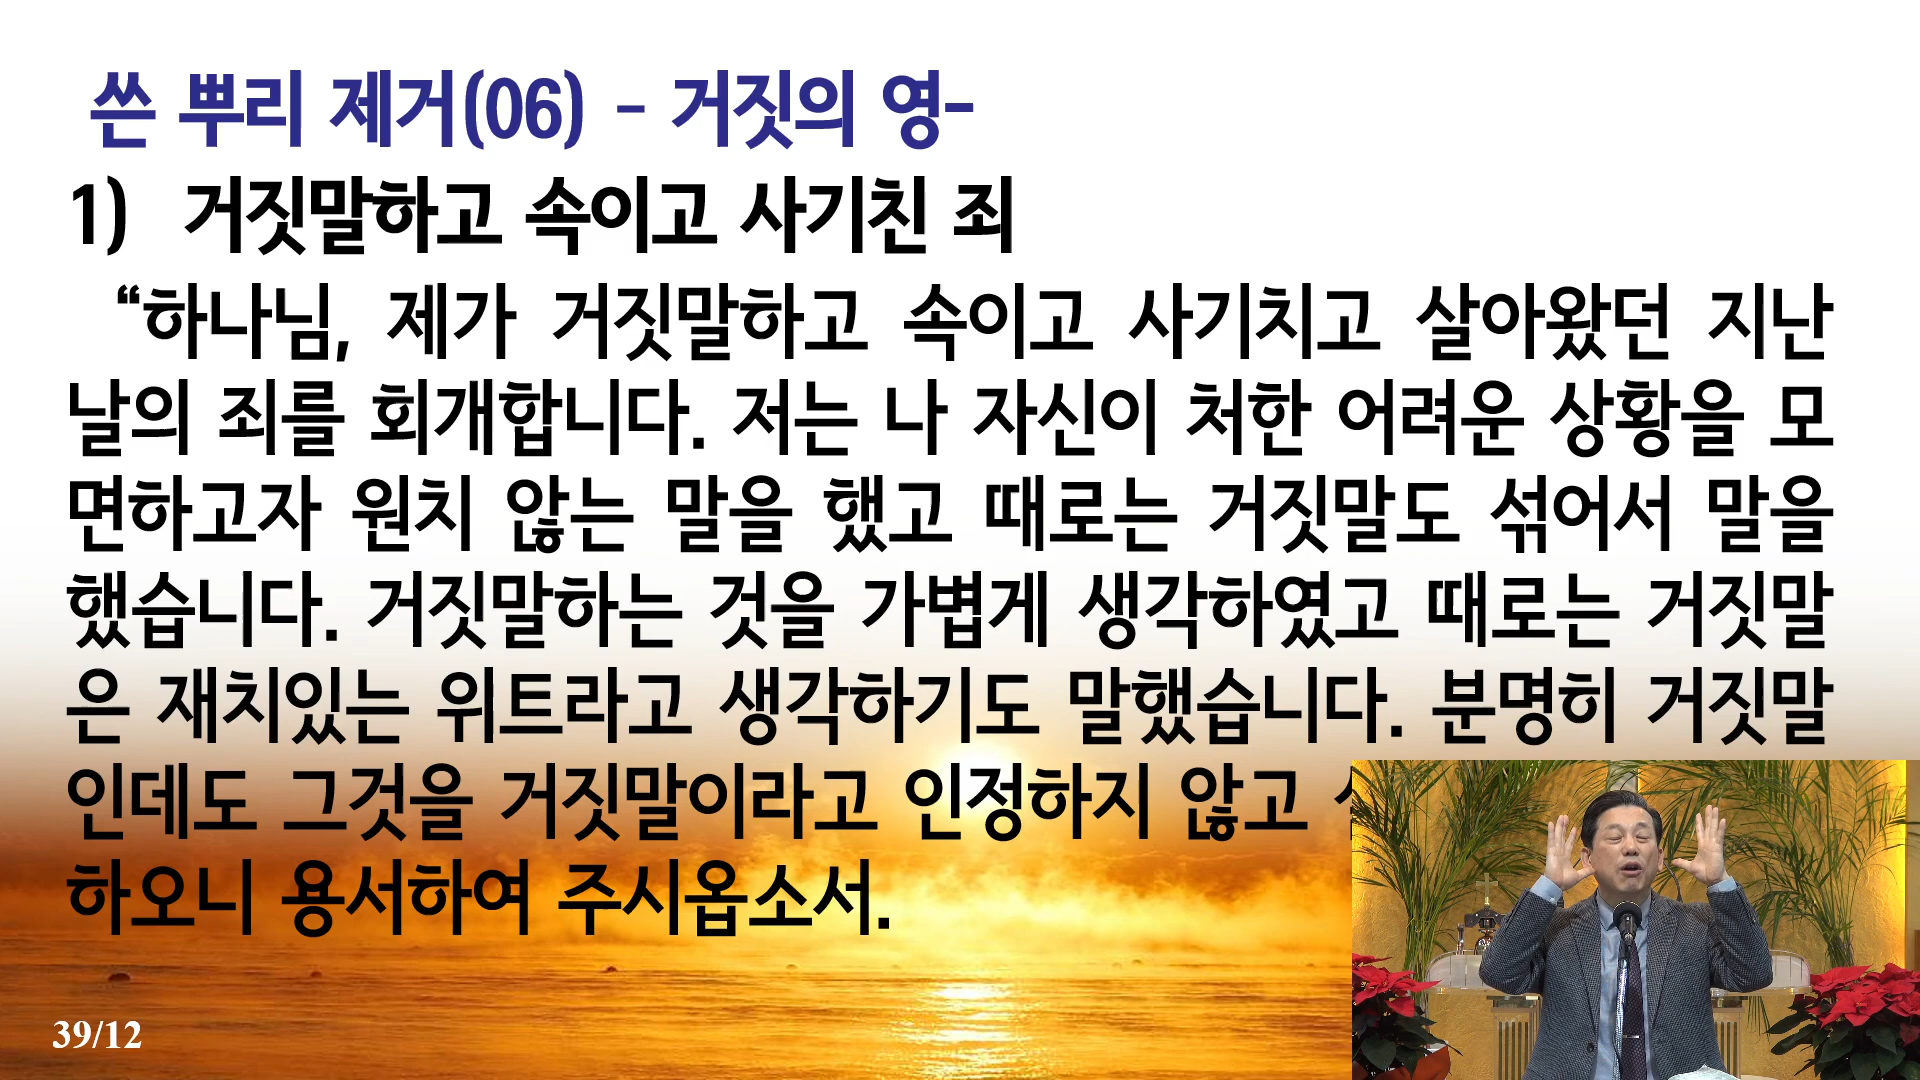 쓴 뿌리 제거(06) - 거짓의 영-
1) 거짓말하고 속이고 사기친 죄
“하나님, 제가 거짓말하고 속이고 사기치고 살아왔던 지난
날의 죄를 회개합니다. 저는 나 자신이 처한 어려운 상황을 모
면하고자 원치 않는 말을 했고 때로는 거짓말도 섞어서 말을
했습니다. 거짓말하는 것을 가볍게 생각하였고 때로는 거짓말
은 재치있는 위트라고 생각하기도 말했습니다. 분명히 거짓말
인데도 그것을 거짓말이라고 인정하지 않고
하오니 용서하여 주시옵소서.
39/12